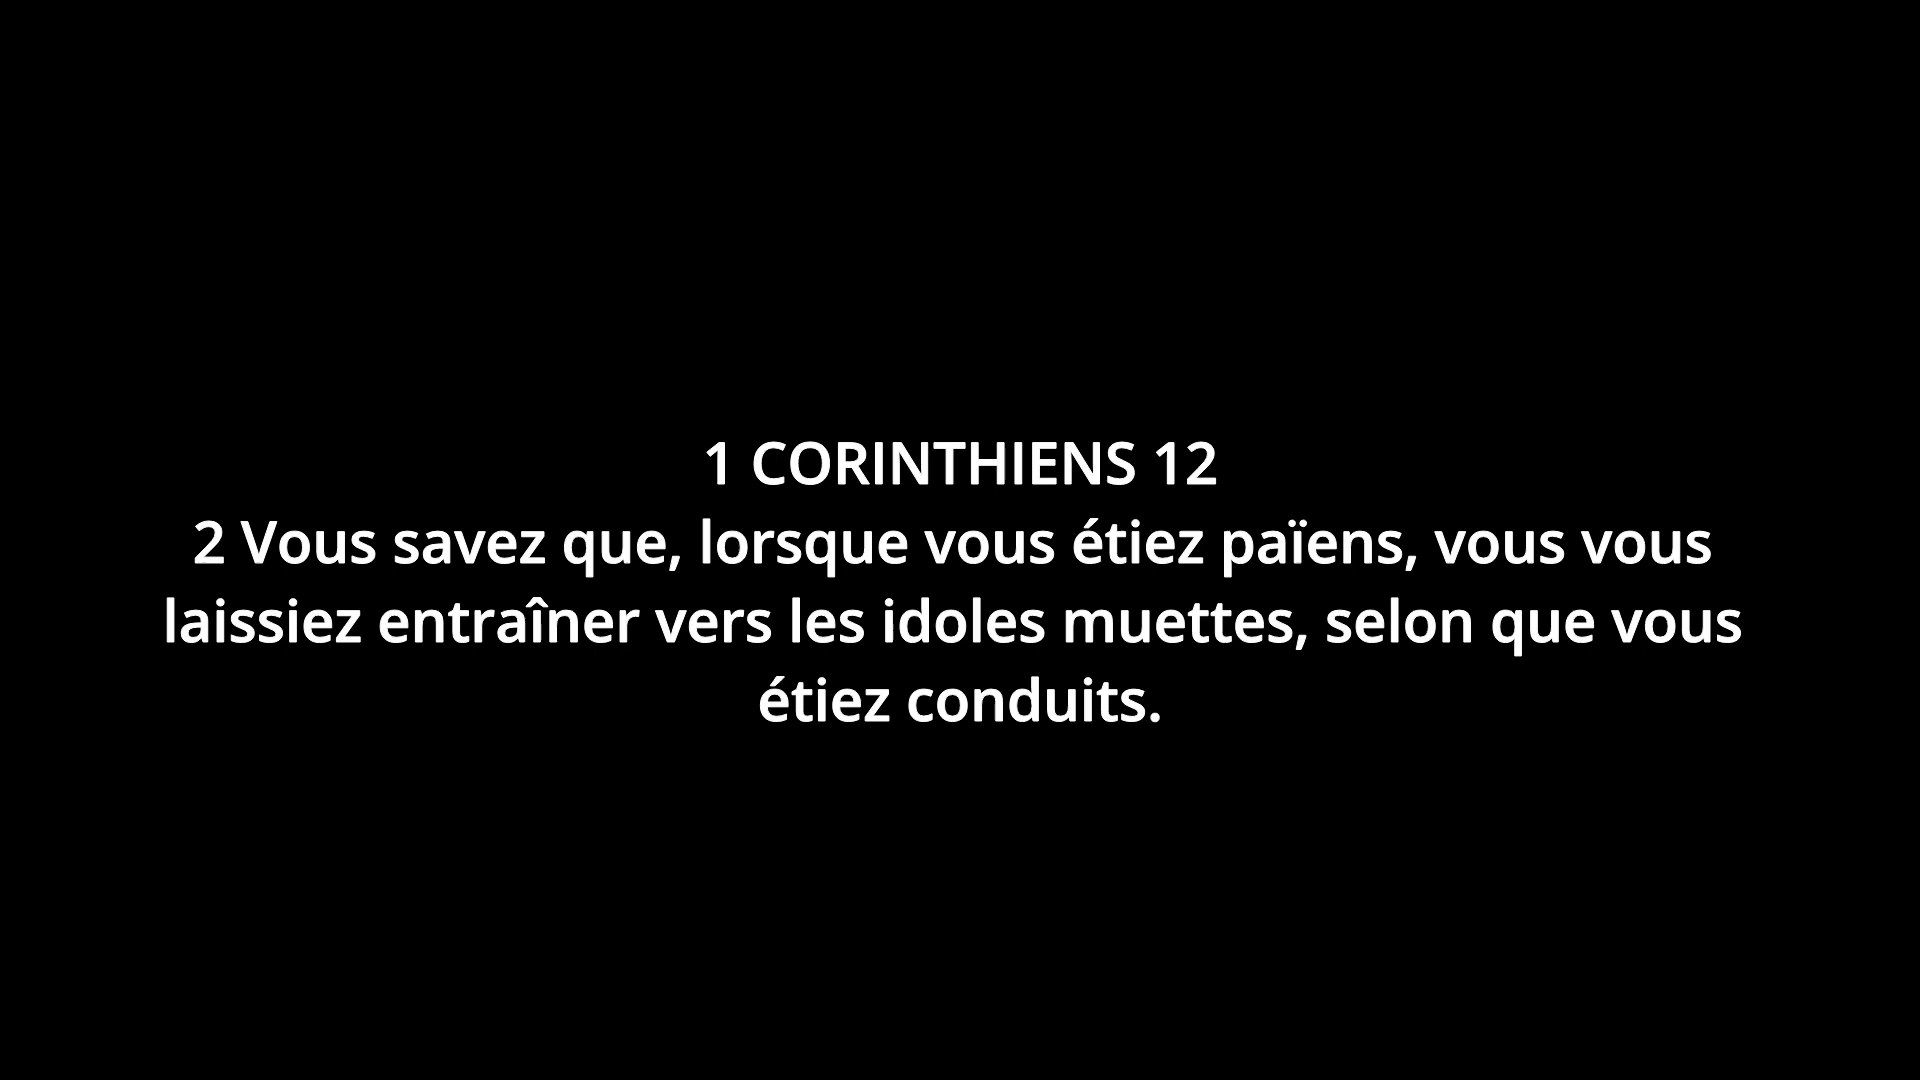 1 CORINTHIENS 12
2 Vous savez que, lorsque vous étiez païens, vous vous
laissiez entraîner vers les idoles muettes, selon que vous
étiez conduits.